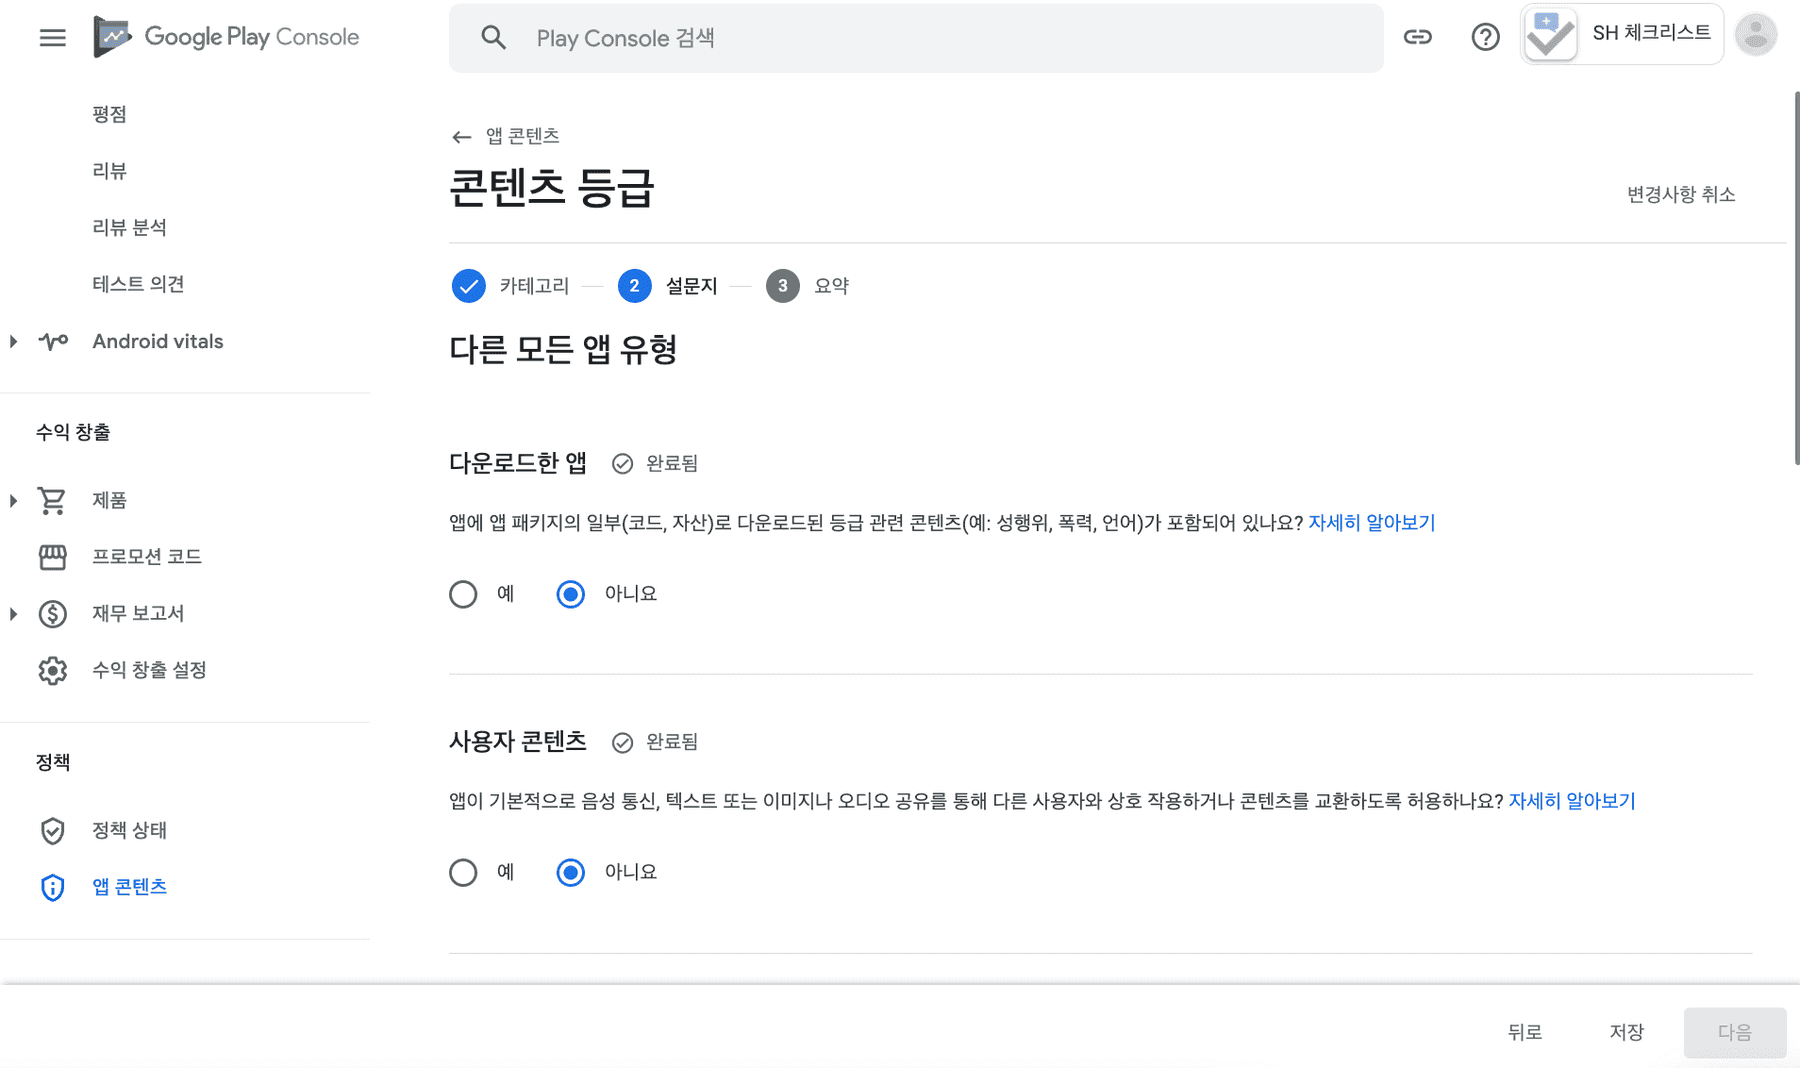 Google Play Console
Play Console 검색
SH 체크리스트
평점
리뷰
리뷰 분석
테스트 의견
Android vitals
수익 창출
제품
프로모션 코드
재무 보고서
수익 창출 설정
정책
정책 상태
앱 콘텐츠
앱 콘텐츠
콘텐츠 등급
변경사항 취소
카테고리 2 설문지 3 요약
다른 모든 앱 유형
다운로드한 앱 완료됨
앱에 앱 패키지의 일부(코드, 자산)로 다운로드된 등급 관련 콘텐츠(예: 성행위, 폭력, 언어)가 포함되어 있나요? 자세히 알아보기
예 아니요
사용자 콘텐츠 완료됨
앱이 기본적으로 음성 통신, 텍스트 또는 이미지나 오디오 공유를 통해 다른 사용자와 상호 작용하거나 콘텐츠를 교환하도록 허용하나요? 자세히 알아보기
예 아니요
뒤로 저장 다음